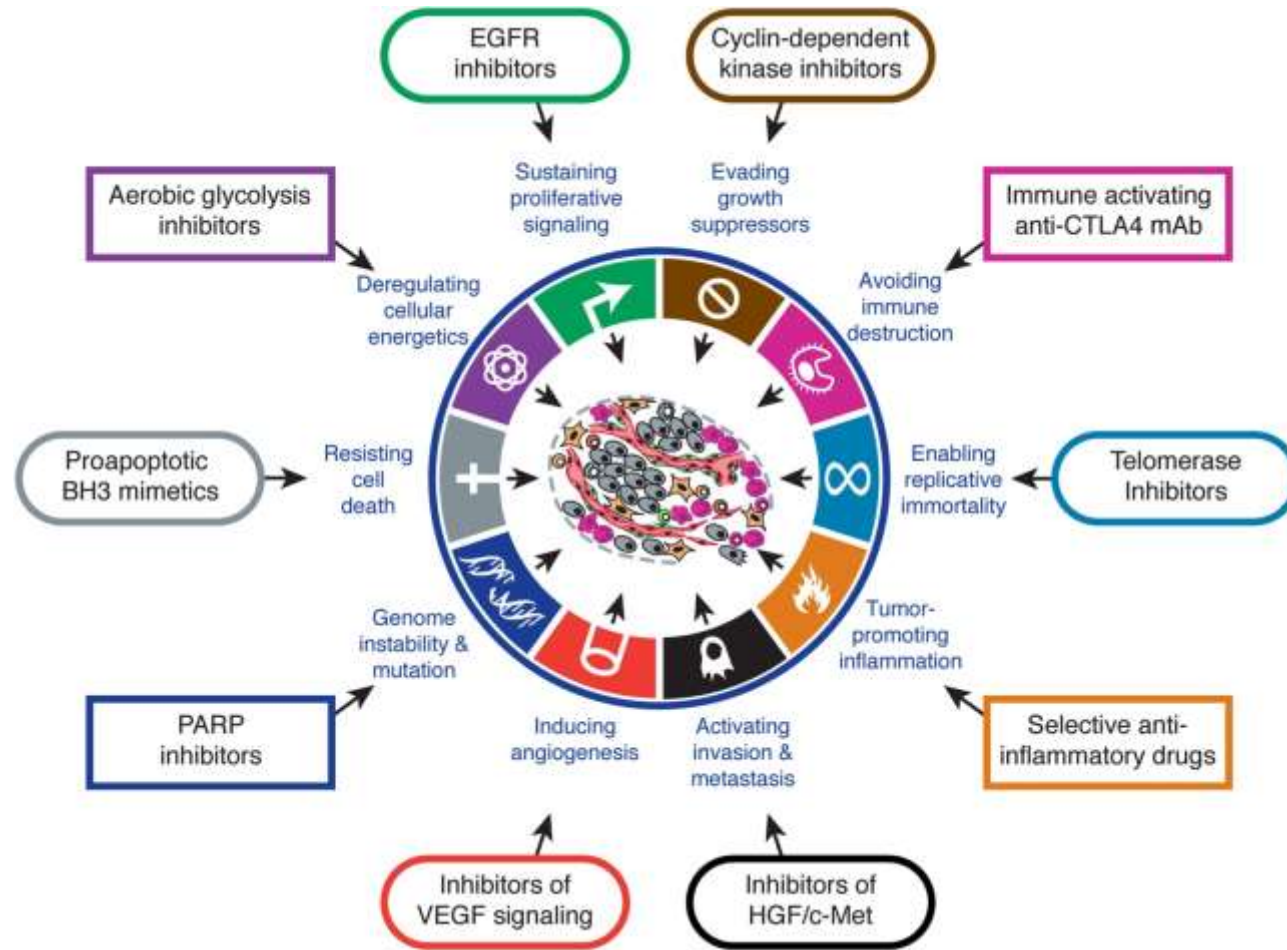 EGFR
inhibitors
Cyclin-dependent
kinase inhibitors
Sustaining
proliferative
signaling
Evading
growth
suppressors
Aerobic glycolysis
inhibitors
Immune activating
anti-CTLA4 mAb
Deregulating
cellular
energetics
Avoiding
immune
destruction
Proapoptotic
BH3 mimetics
Resisting
cell
death
Enabling
replicative
immortality
Telomerase
Inhibitors
Genome
instability &
mutation
Tumor-
promoting
inflammation
PARP
inhibitors
Inducing
angiogenesis
Activating
invasion &
metastasis
Selective anti-
inflammatory drugs
Inhibitors of
VEGF signaling
Inhibitors of
HGF/c-Met